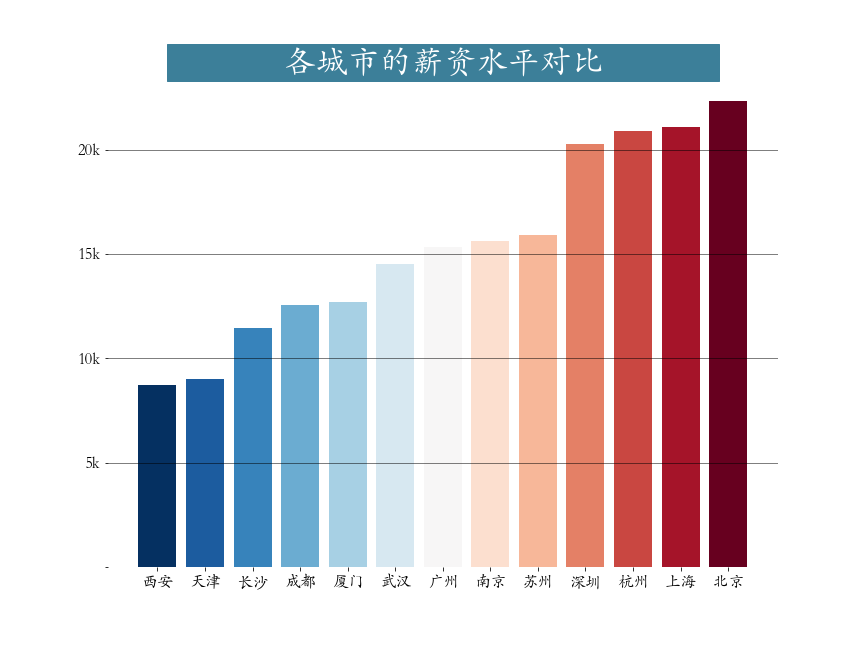 各城市的薪资水平对比
20k
15k
10k
5k
西安 天津 长沙 成都 厦门 武汉 广州 南京 苏州 深圳 杭州 上海 北京